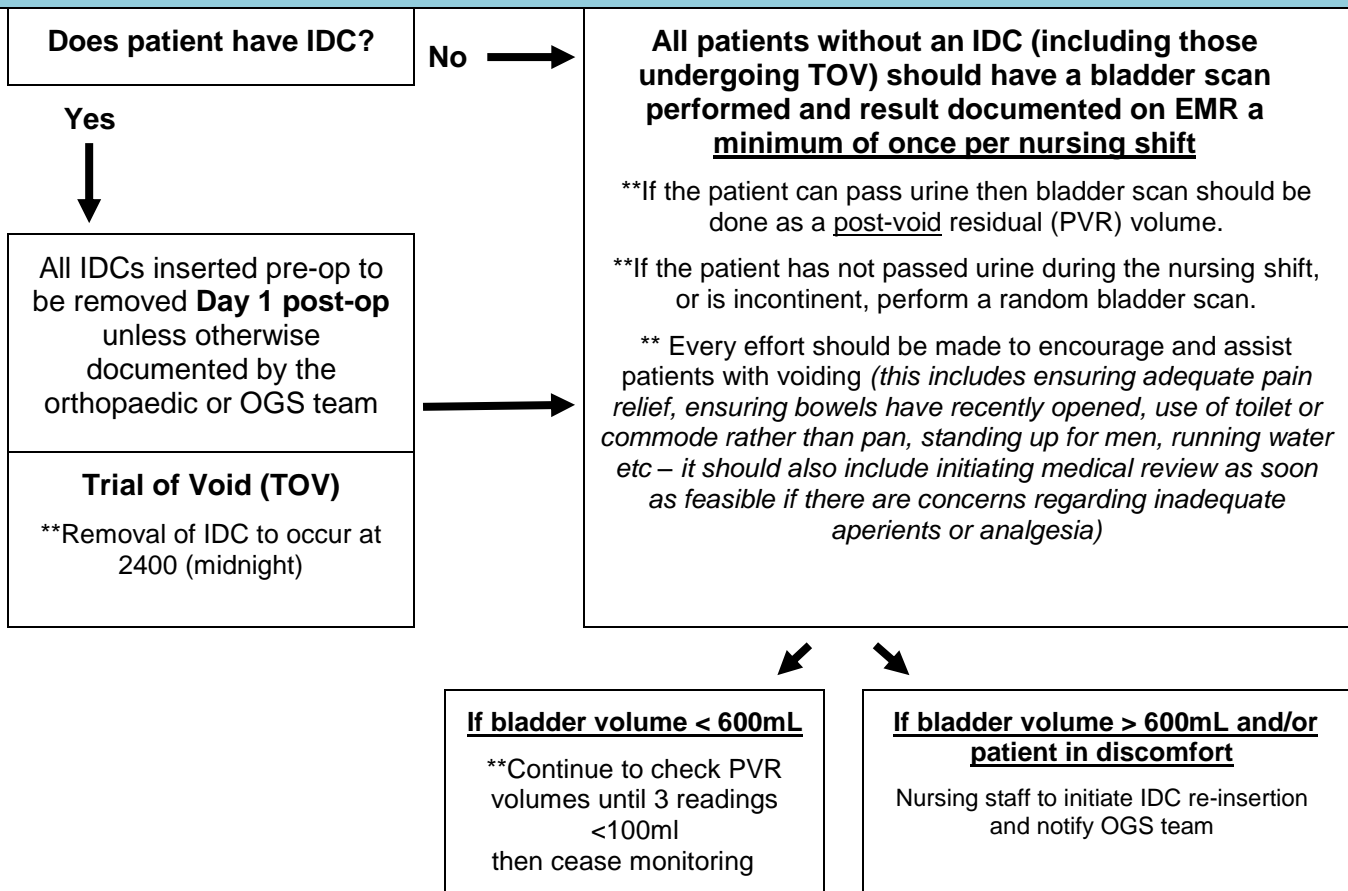 Does patient have IDC?
No
Yes
All IDCs inserted pre-op to
be removed Day 1 post-op
unless otherwise
documented by the
orthopaedic or OGS team
Trial of Void (TOV)
**Removal of IDC to occur at
2400 (midnight)
All patients without an IDC (including those
undergoing TOV) should have a bladder scan
performed and result documented on EMR a
minimum of once per nursing shift
**If the patient can pass urine then bladder scan should be
done as a post-void residual (PVR) volume.
**If the patient has not passed urine during the nursing shift,
or is incontinent, perform a random bladder scan.
** Every effort should be made to encourage and assist
patients with voiding (this includes ensuring adequate pain
relief, ensuring bowels have recently opened, use of toilet or
commode rather than pan, standing up for men, running water
etc – it should also include initiating medical review as soon
as feasible if there are concerns regarding inadequate
aperients or analgesia)
If bladder volume < 600mL
**Continue to check PVR
volumes until 3 readings
<100ml
then cease monitoring
If bladder volume > 600mL and/or
patient in discomfort
Nursing staff to initiate IDC re-insertion
and notify OGS team